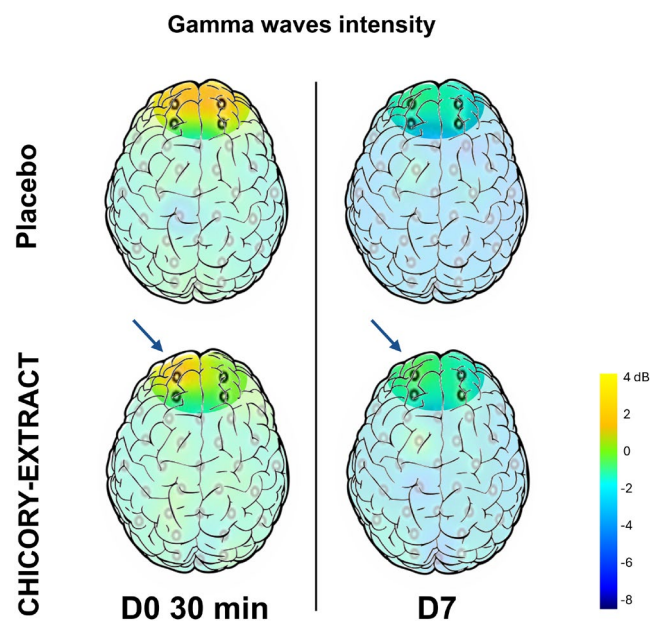 Gamma waves intensity
Placebo
CHICORY-EXTRACT
4 dB
2
0
-2
-4
-6
-8
D0 30 min
D7